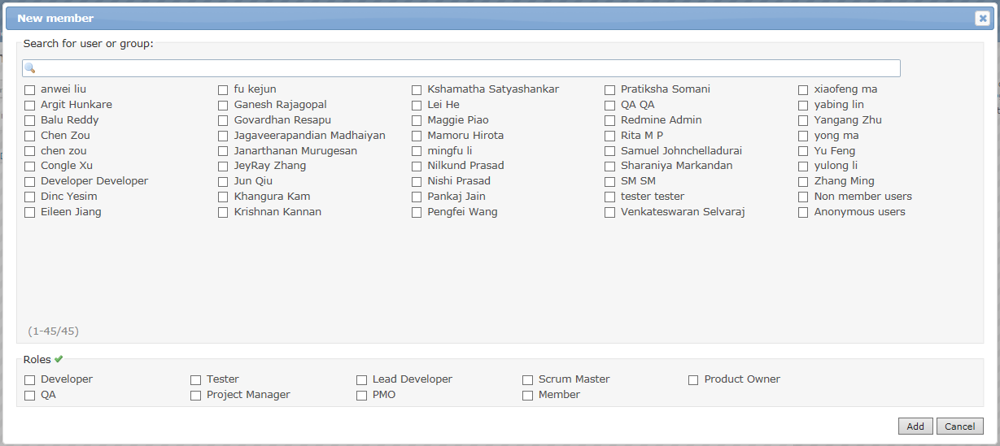 New member
Search for user or group:
anwei liu fu kejun Kshamatha Satyashankar Pratiksha Somani xiaofeng ma
Argit Hunkare Ganesh Rajagopal Lei He QA QA yabing lin
Balu Reddy Govardhan Resapu Maggie Piao Redmine Admin Yangang Zhu
Chen Zou Jagaveerapandian Madhaiyan Mamoru Hirota Rita M P yong ma
chen zou Janarthanan Murugesan mingfu li Samuel Johnchelladurai Yu Feng
Congle Xu JeyRay Zhang Nilkund Prasad Sharaniya Markandan yulong li
Developer Developer Jun Qiu Nishi Prasad SM SM Zhang Ming
Dinc Yesim Khangura Kam Pankaj Jain tester tester Non member users
Eileen Jiang Krishnan Kannan Pengfei Wang Venkateswaran Selvaraj Anonymous users
(1-45/45)
Roles
Developer Tester Lead Developer Scrum Master Product Owner
QA Project Manager PMO Member
Add Cancel